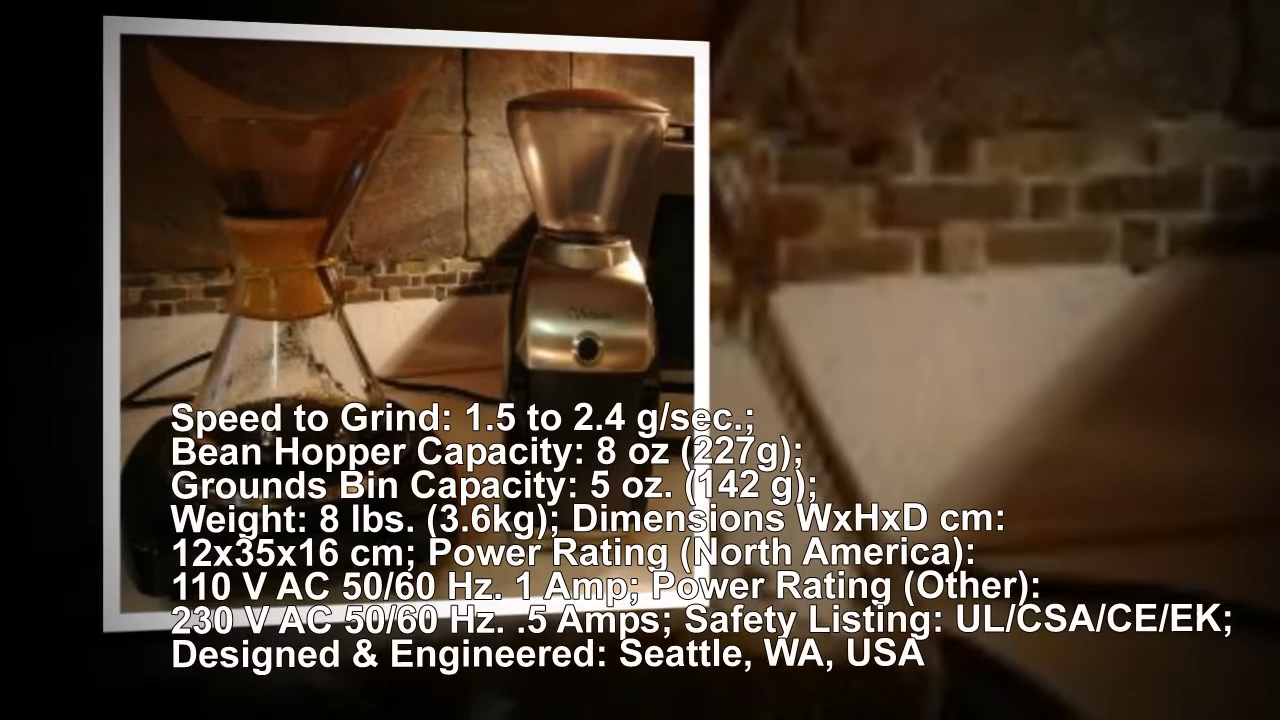 Speed to Grind: 1.5 to 2.4 g/sec.;
Bean Hopper Capacity: 8 oz (227g);
Grounds Bin Capacity: 5 oz. (142 g);
Weight: 8 lbs. (3.6kg); Dimensions WxHxD cm:
12x35x16 cm; Power Rating (North America):
110 V AC 50/60 Hz. 1 Amp; Power Rating (Other):
230 V AC 50/60 Hz. .5 Amps; Safety Listing: UL/CSA/CE/EK;
Designed & Engineered: Seattle, WA, USA